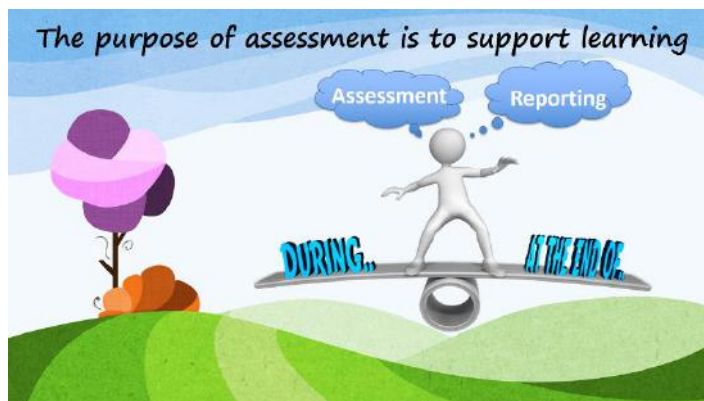 The purpose of assessment is to support learning
Assessment
Reporting
DURING..
AT THE END OF.